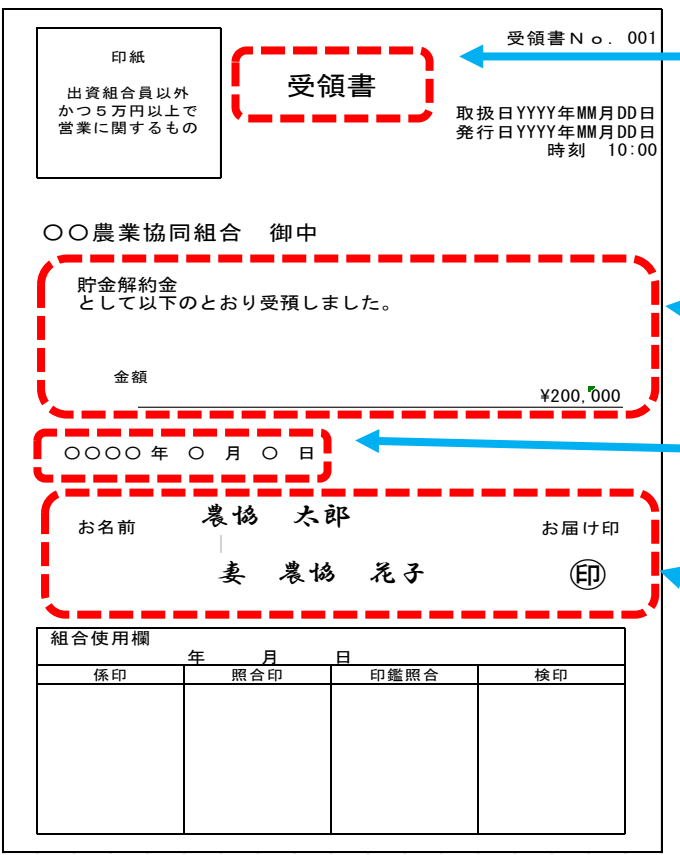 受領書Ｎｏ．001
印紙
出資組合員以外
かつ５万円以上で
営業に関するもの
受領書
取扱日YYYY年MM月DD日
発行日YYYY年MM月DD日
時刻　10:00
〇〇農業協同組合　御中
貯金解約金
として以下のとおり受預しました。
金額
¥200,000
〇〇〇〇年　〇　月　〇　日
お名前　農協　太郎　お届け印
妻　農協　花子　㊞
組合使用欄
年　月　日
係印　照合印　印鑑照合　検印